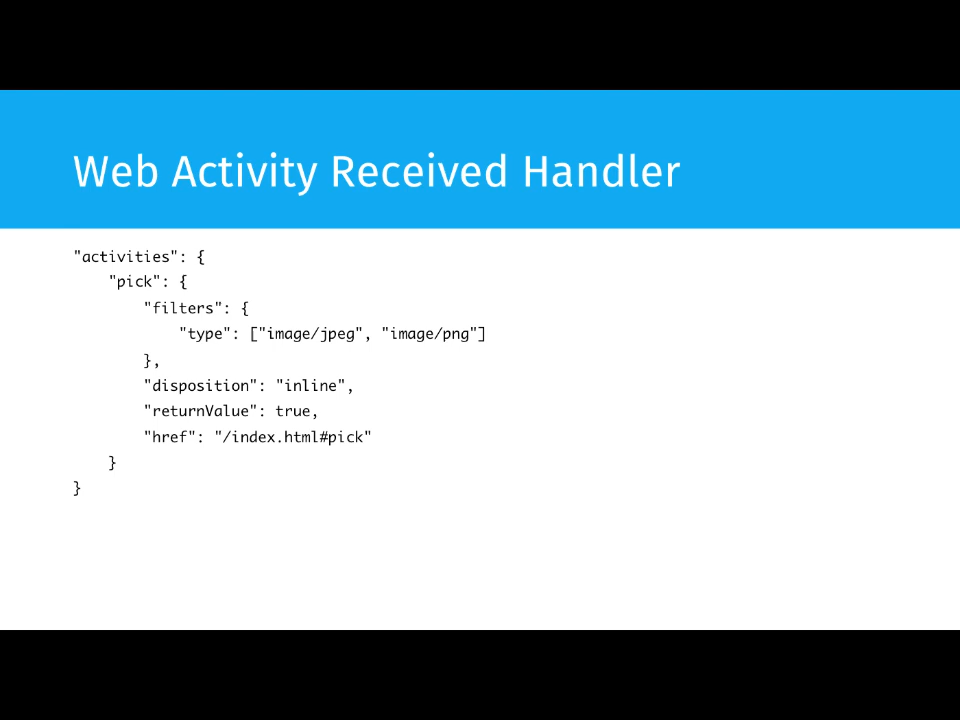 Web Activity Received Handler
"activities": {
"pick": {
"filters": {
"type": ["image/jpeg", "image/png"]
},
"disposition": "inline",
"returnValue": true,
"href": "/index.html#pick"
}
}